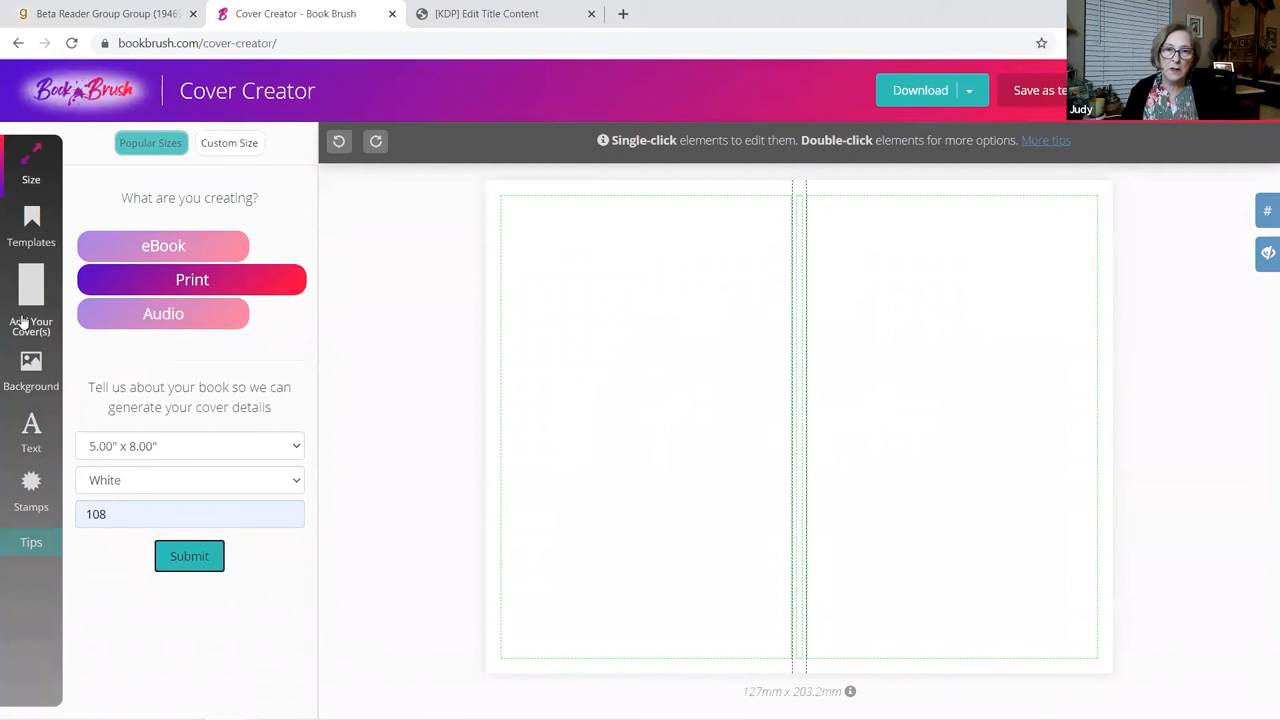 Beta Reader Group Group (1946
Cover Creator - Book Brush
[KDP] Edit Title Content
bookbrush.com/cover-creator/
Judy
Book Brush
Cover Creator
Download
Save as te
Popular Sizes
Custom Size
Single-click elements to edit them. Double-click elements for more options. More tips
Size
Templates
Add Your
Cover(s)
Background
Text
Stamps
Tips
What are you creating?
eBook
Print
Audio
Tell us about your book so we can
generate your cover details
5.00" x 8.00"
White
108
Submit
#
127mm x 203.2mm